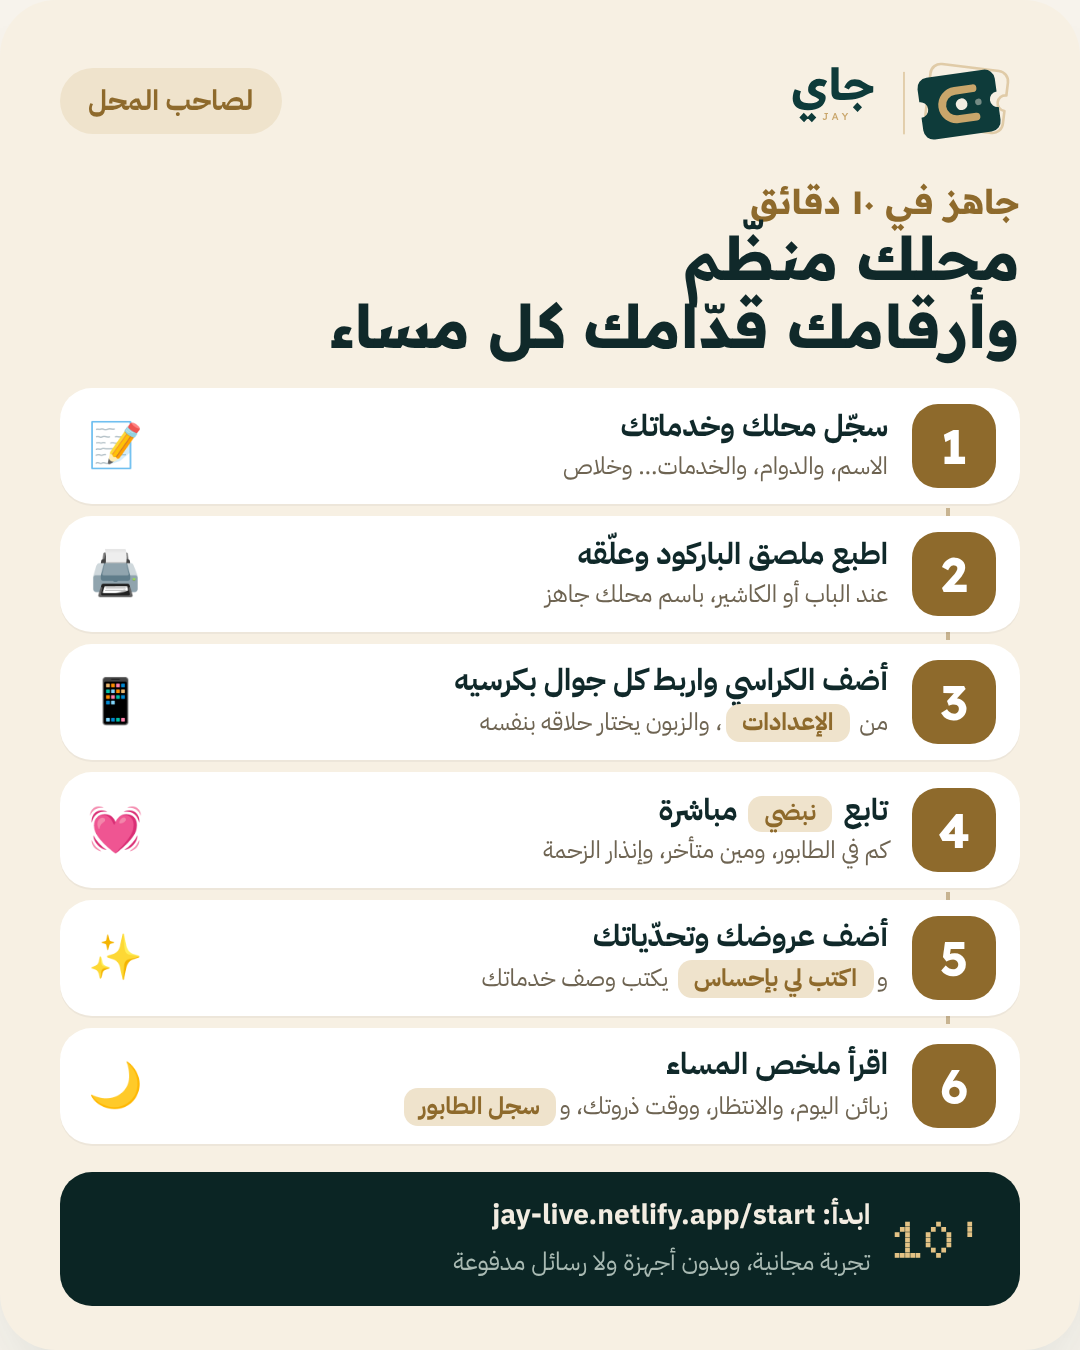 جاي
JAY
لصاحب المحل
جاهز في ١٠ دقائق
محلك منظّم
وأرقامك قدّامك كل مساء
1
سجّل محلك وخدماتك
الاسم، والدوام، والخدمات... وخلاص
2
اطبع ملصق الباركود وعلّقه
عند الباب أو الكاشير، باسم محلك جاهز
3
أضف الكراسي واربط كل جوال بكرسيه
من الإعدادات، والزبون يختار حلاقه بنفسه
4
تابع نبضي مباشرة
كم في الطابور، ومين متأخر، وإنذار الزحمة
5
أضف عروضك وتحدّياتك
و اكتب لي بإحساس يكتب وصف خدماتك
6
اقرأ ملخص المساء
زبائن اليوم، والانتظار، ووقت ذروتك، و سجل الطابور
10'
ابدأ: jay-live.netlify.app/start
تجربة مجانية، وبدون أجهزة ولا رسائل مدفوعة